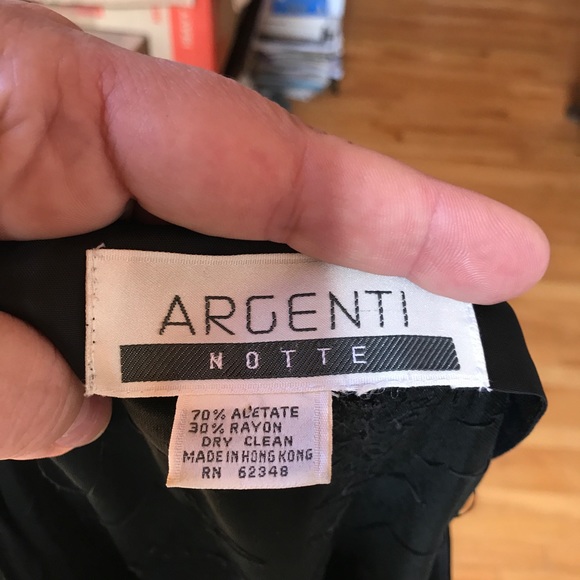 ARGENTI
NOTTE
70% ACETATE
30% RAYON
DRY CLEAN
MADE IN HONG KONG
RN 62348